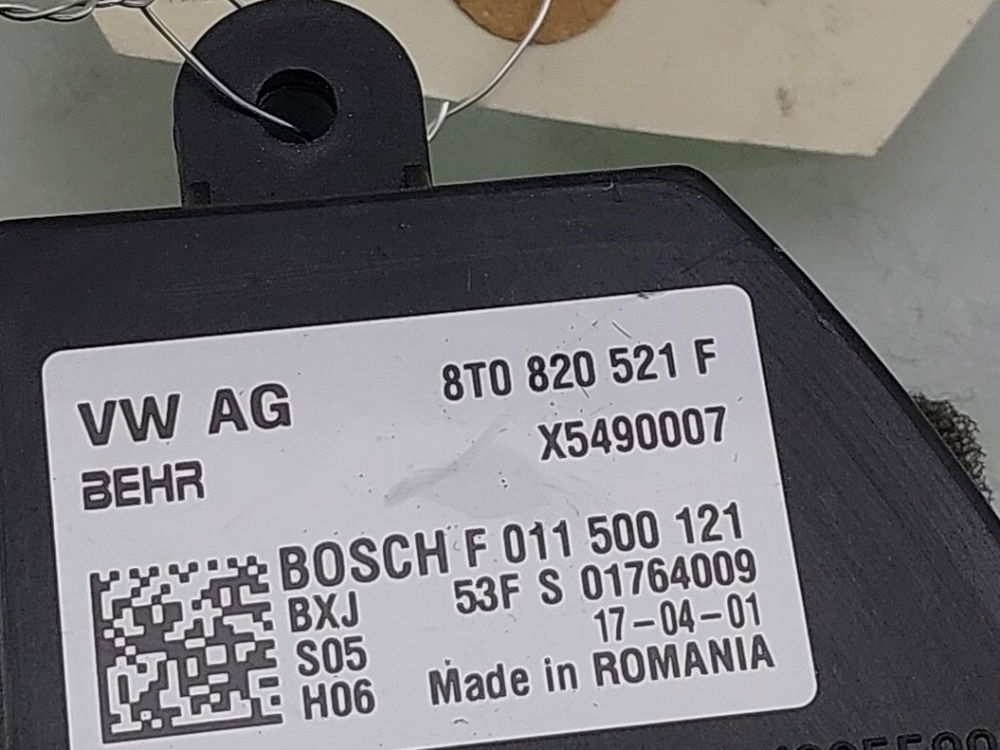 VW AG 8T0 820 521 F
BEHR X5490007
BOSCH F 011 500 121
BXJ 53F S 01764009
S05 17-04-01
H06 Made in ROMANIA